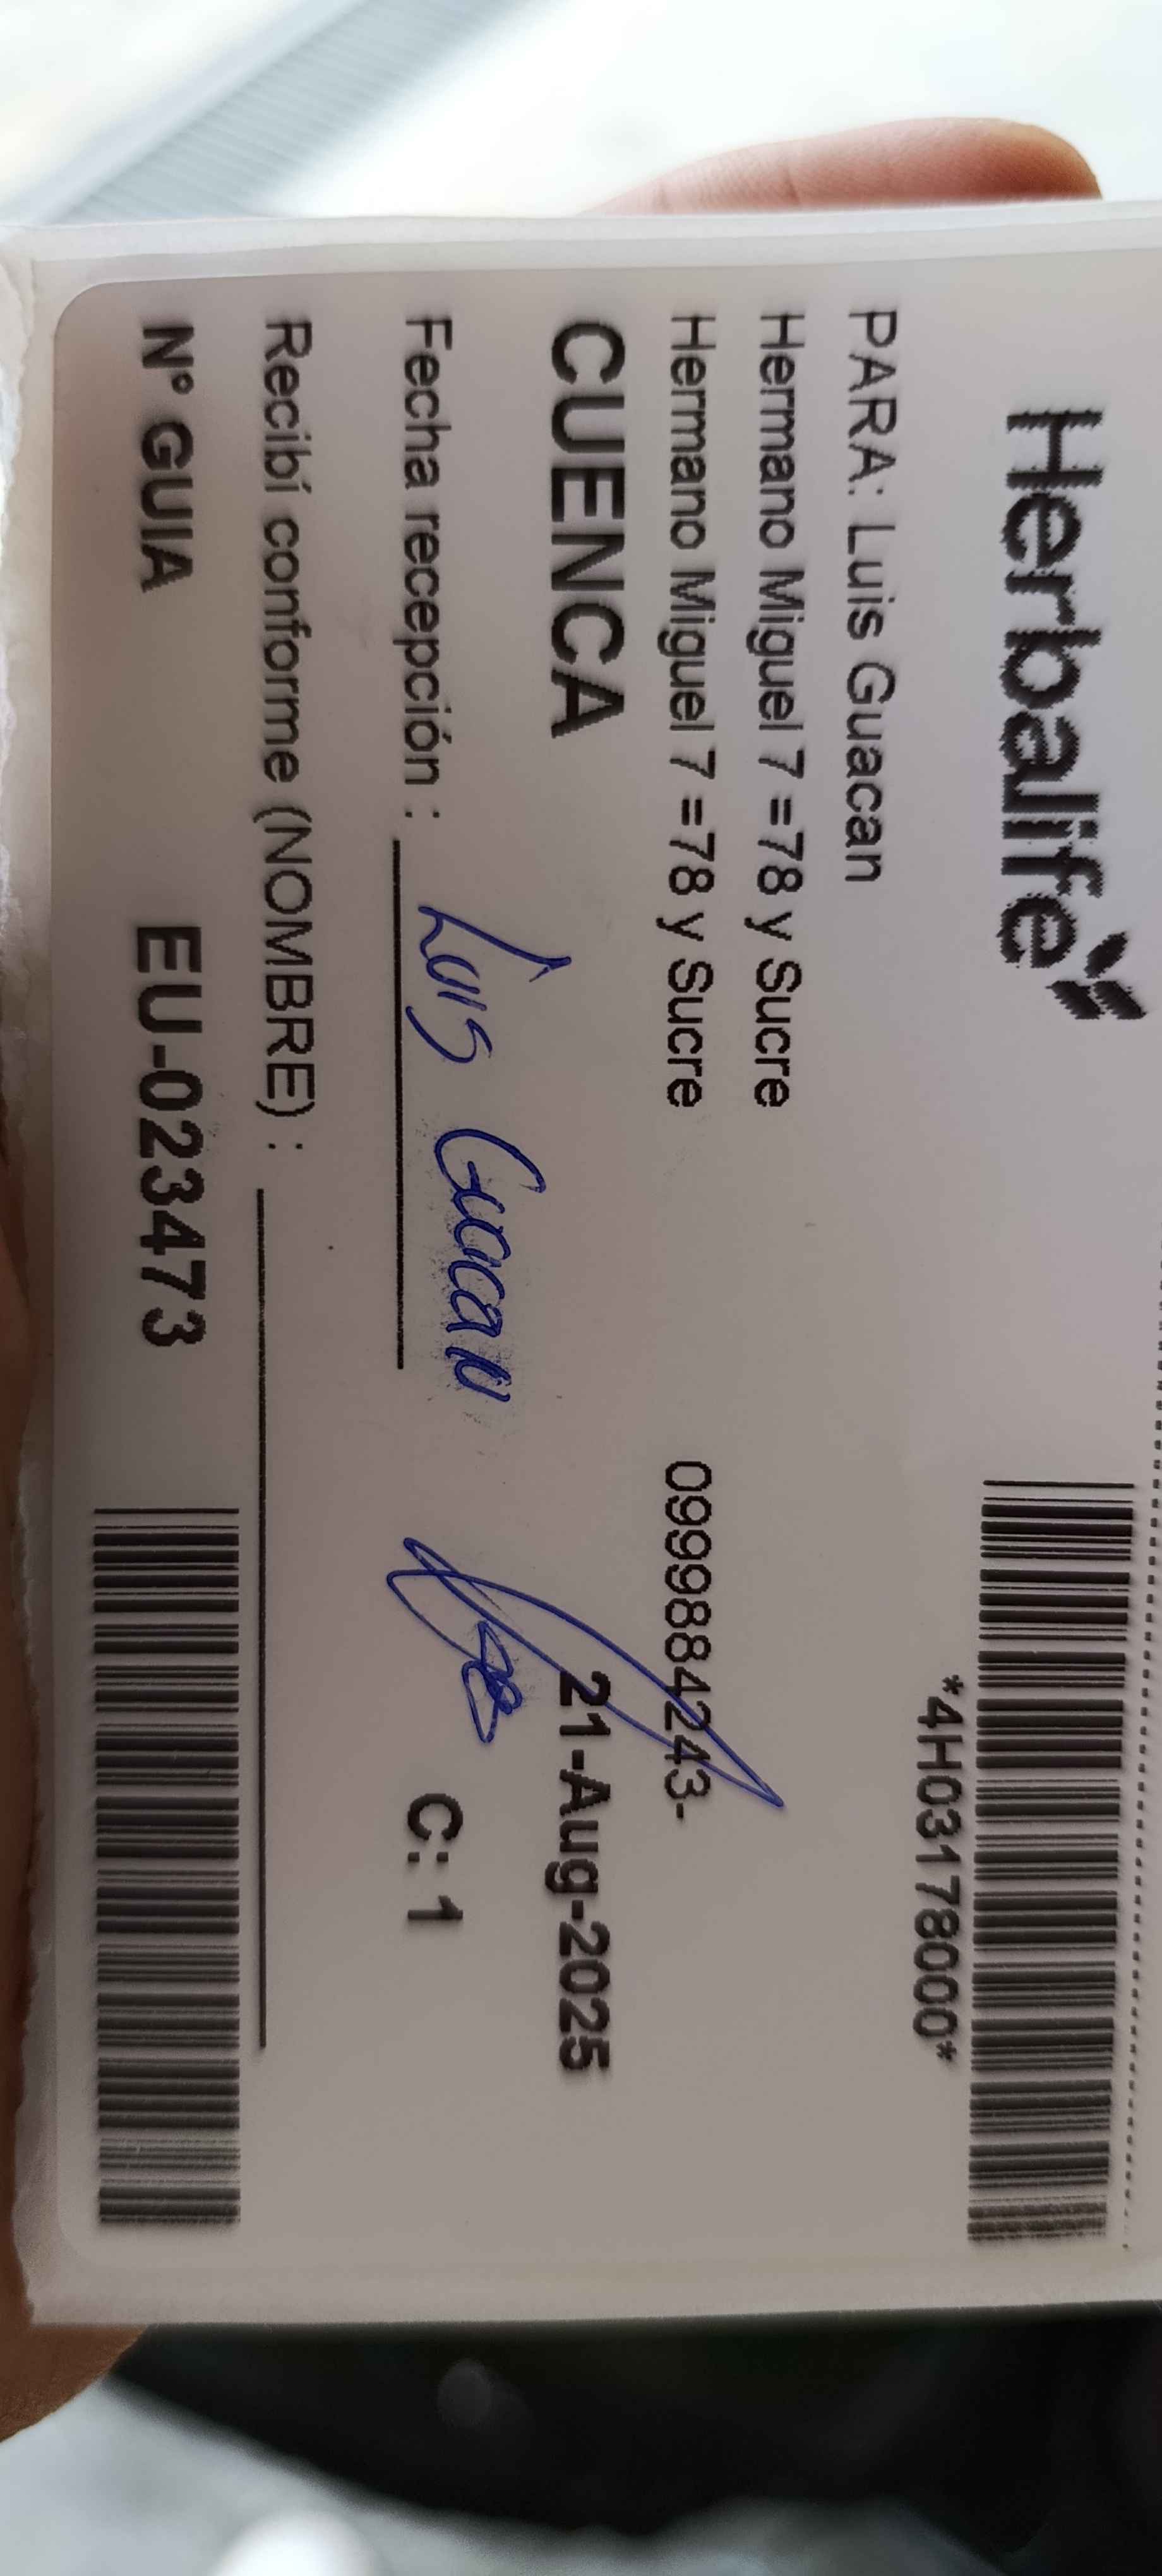 Herbalife
*4H03178000*
PARA: Luis Guacan
Hermano Miguel 7 =78 y Sucre
Hermano Miguel 7 =78 y Sucre 0999884243-
CUENCA 21-Aug-2025
Fecha recepción : Luis Guacan C: 1
Recibí conforme (NOMBRE) :
N° GUIA EU-023473